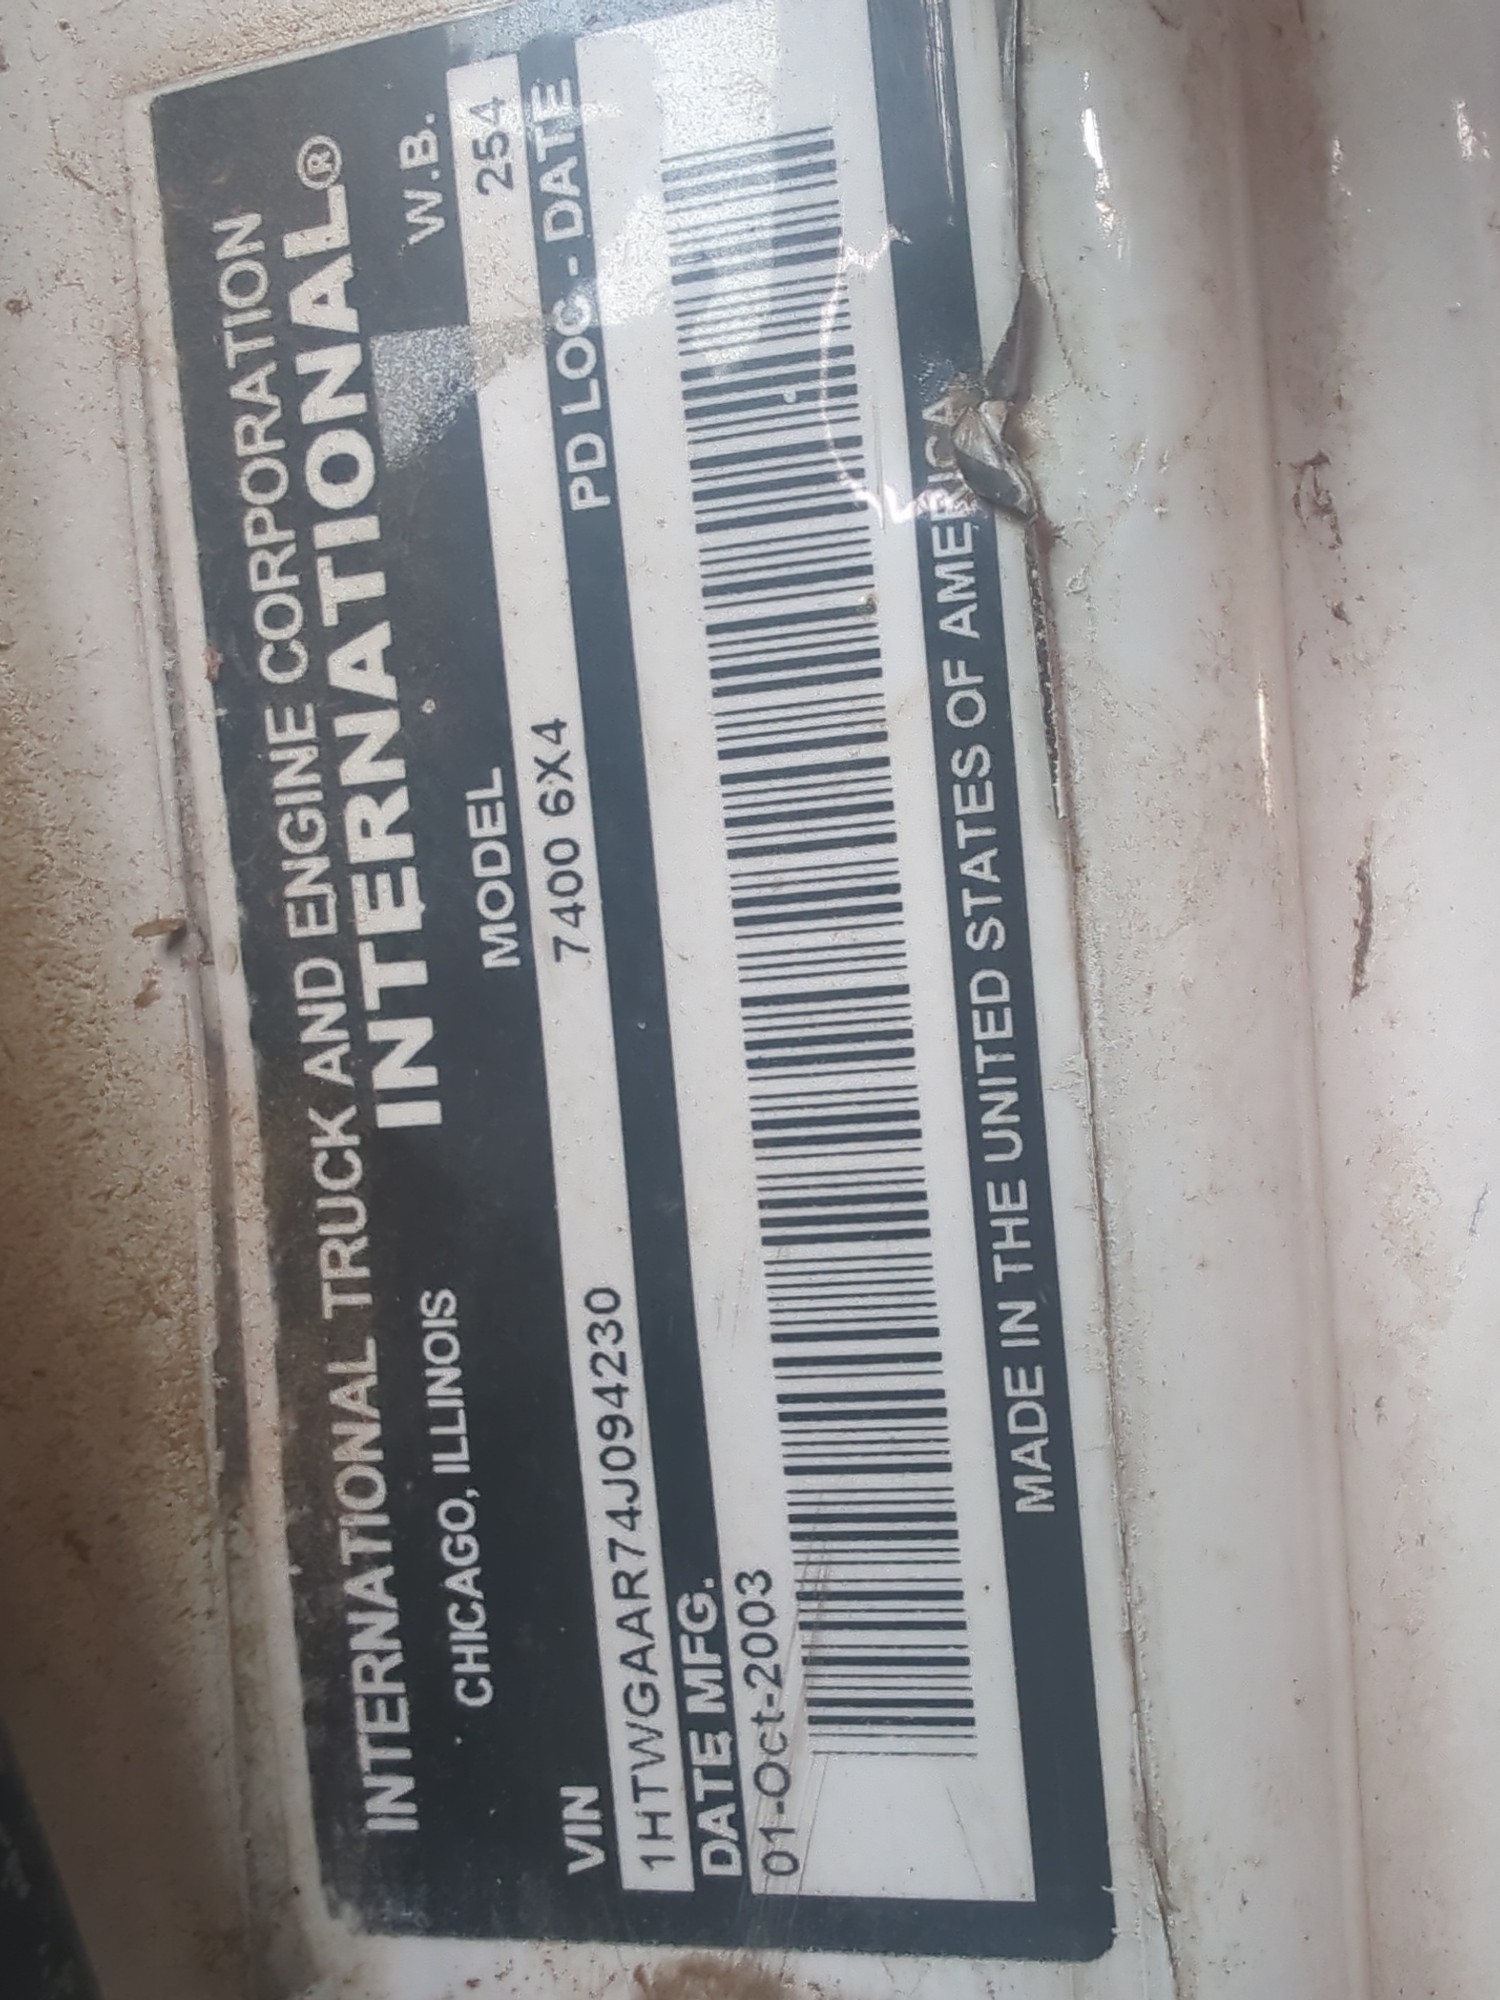 INTERNATIONAL TRUCK AND ENGINE CORPORATION
CHICAGO, ILLINOIS INTERNATIONAL®
VIN MODEL W.B.
1HTWGAAR74J094230 7400 6X4 254
DATE MFG. PD LOC - DATE
01-Oct-2003
MADE IN THE UNITED STATES OF AMERICA